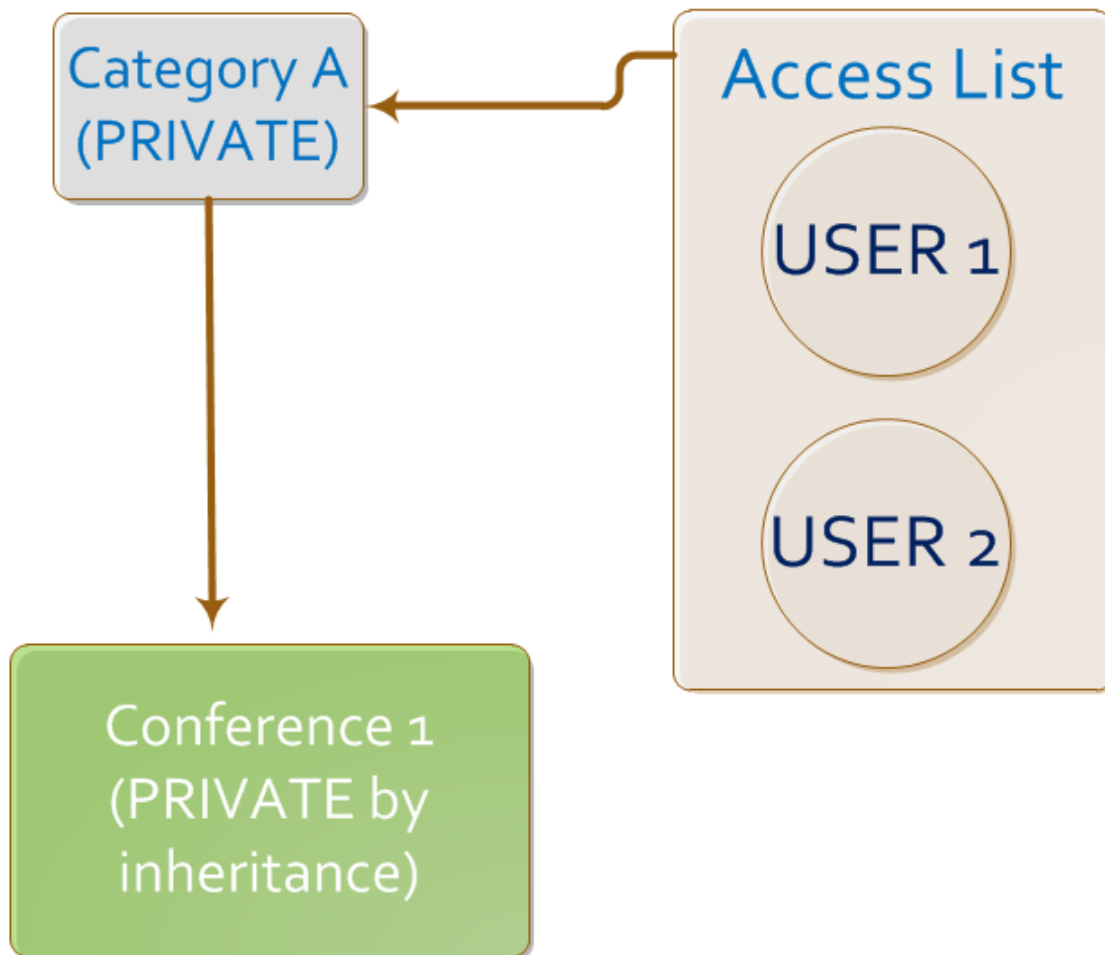 Category A
(PRIVATE)
Access List
USER 1
USER 2
Conference 1
(PRIVATE by
inheritance)